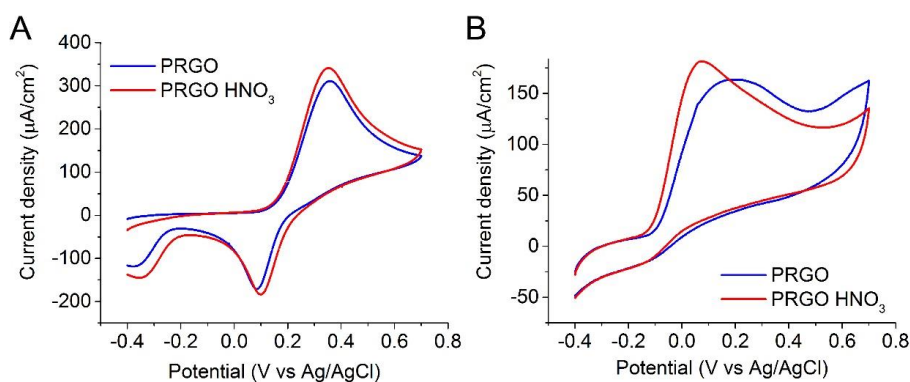 A
400
300
200
100
0
-100
-200
Current density (µA/cm²)
PRGO
PRGO HNO₃
-0.4 -0.2 0.0 0.2 0.4 0.6 0.8
Potential (V vs Ag/AgCl)
B
150
100
50
0
-50
Current density (µA/cm²)
PRGO
PRGO HNO₃
-0.4 -0.2 0.0 0.2 0.4 0.6 0.8
Potential (V vs Ag/AgCl)